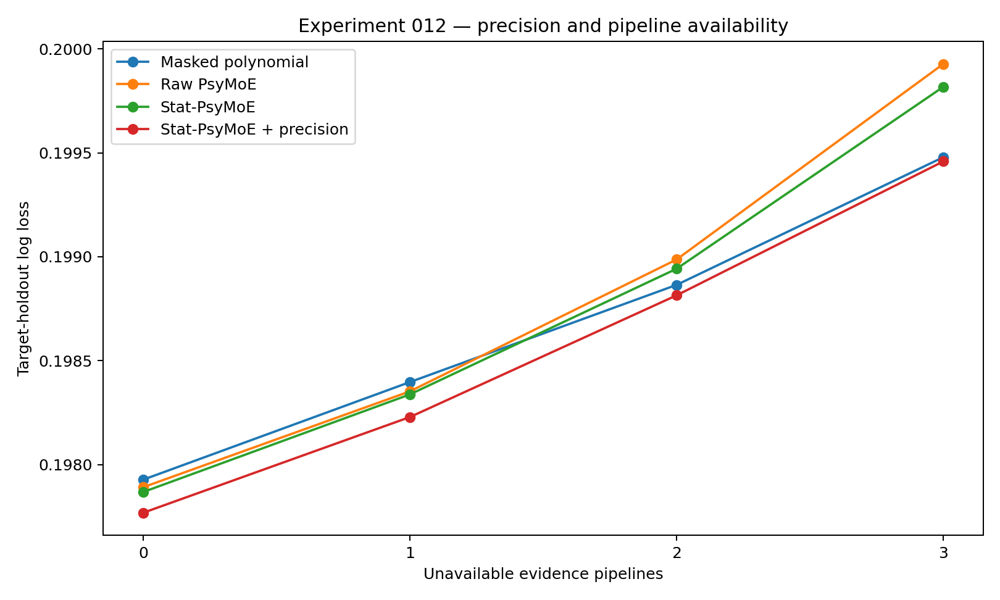 Experiment 012 — precision and pipeline availability
0.2000
0.1995
0.1990
0.1985
0.1980
Target-holdout log loss
Masked polynomial
Raw PsyMoE
Stat-PsyMoE
Stat-PsyMoE + precision
0
1
2
3
Unavailable evidence pipelines